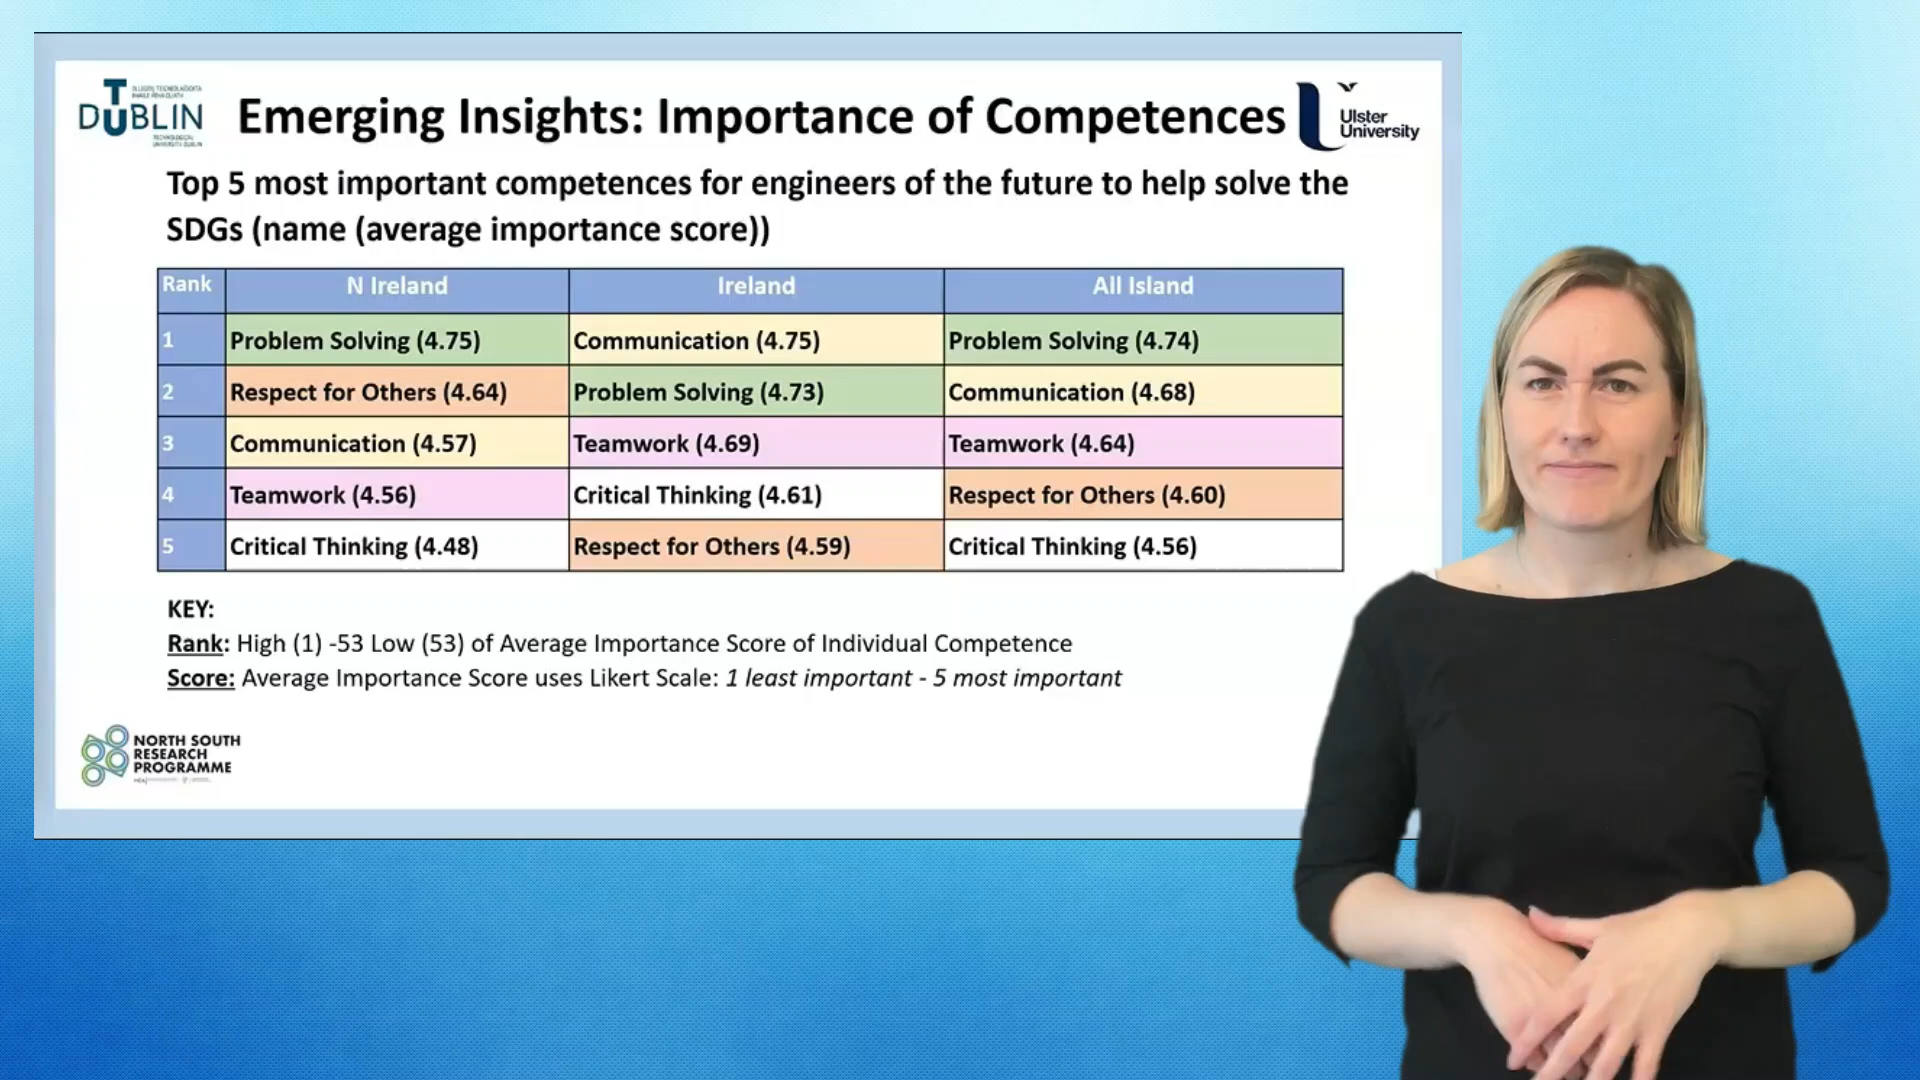 DUBLIN
TECHNOLOGICAL
UNIVERSITY DUBLIN
Emerging Insights: Importance of Competences
Ulster
University
Top 5 most important competences for engineers of the future to help solve the
SDGs (name (average importance score))
Rank N Ireland Ireland All Island
1 Problem Solving (4.75) Communication (4.75) Problem Solving (4.74)
2 Respect for Others (4.64) Problem Solving (4.73) Communication (4.68)
3 Communication (4.57) Teamwork (4.69) Teamwork (4.64)
4 Teamwork (4.56) Critical Thinking (4.61) Respect for Others (4.60)
5 Critical Thinking (4.48) Respect for Others (4.59) Critical Thinking (4.56)
KEY:
Rank: High (1) -53 Low (53) of Average Importance Score of Individual Competence
Score: Average Importance Score uses Likert Scale: 1 least important - 5 most important
NORTH SOUTH
RESEARCH
PROGRAMME